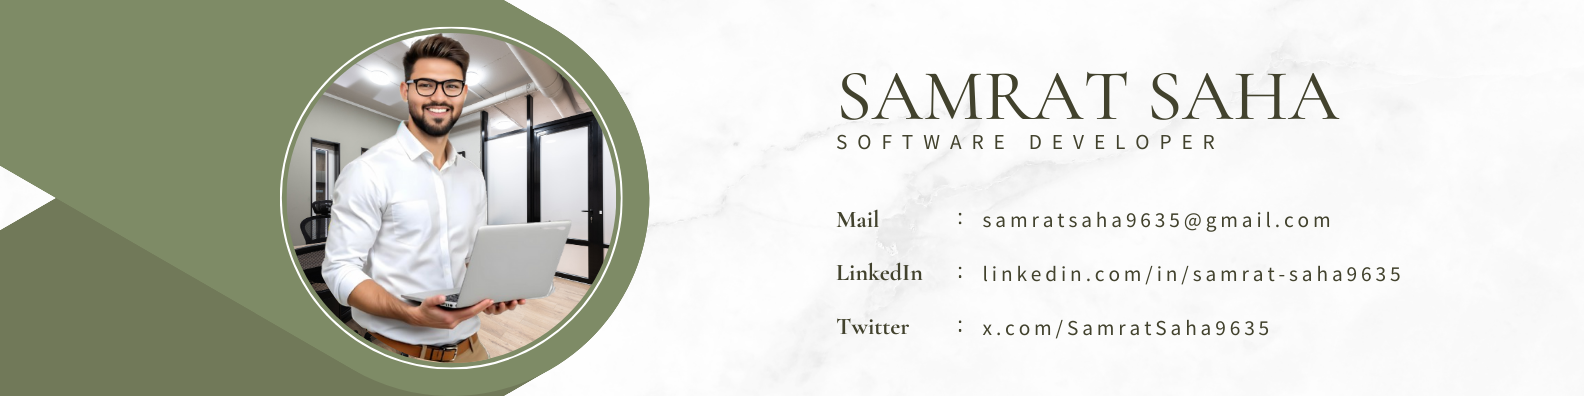 SAMRAT SAHA
SOFTWARE DEVELOPER
Mail : samratsaha9635@gmail.com
LinkedIn : linkedin.com/in/samrat-saha9635
Twitter : x.com/SamratSaha9635